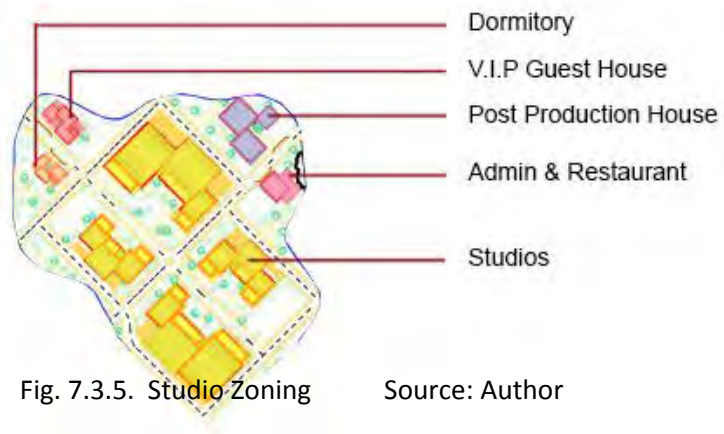 Dormitory
V.I.P Guest House
Post Production House
Admin & Restaurant
Studios
Fig. 7.3.5. Studio Zoning Source: Author